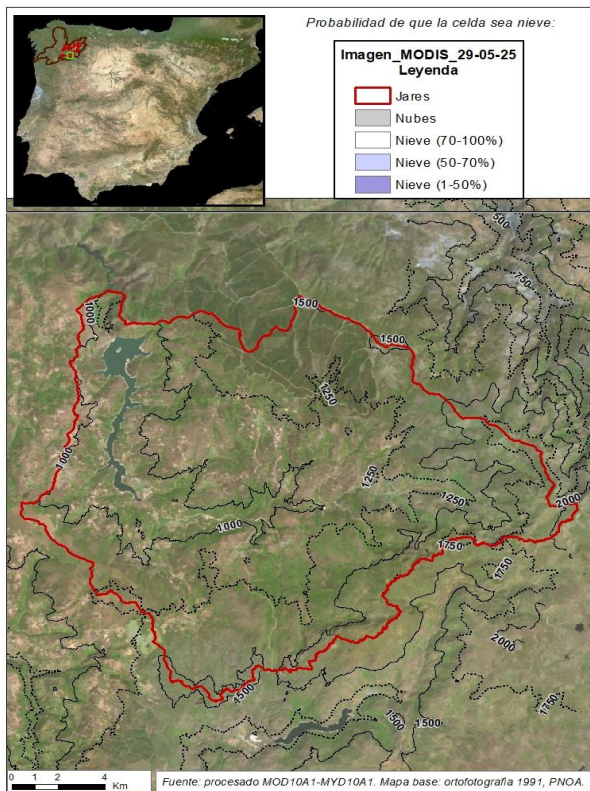 Probabilidad de que la celda sea nieve:
Imagen_MODIS_29-05-25
Leyenda
Jares
Nubes
Nieve (70-100%)
Nieve (50-70%)
Nieve (1-50%)
500
750
1000
1500
1500
1250
1250
1000
1250
2000
1000
1750
1750
2000
1500
1500
1500
1750
0 1 2 4
Km
Fuente: procesado MOD10A1-MYD10A1. Mapa base: ortofotografía 1991, PNOA.